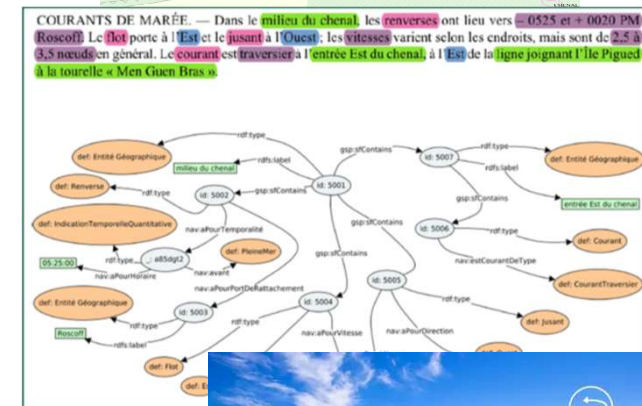 COURANTS DE MARÉE. — Dans le milieu du chenal, les renverses ont lieu vers – 0525 et + 0020 PM
Roscoff. Le flot porte à l'Est et le jusant à l'Ouest ; les vitesses varient selon les endroits, mais sont de 2,5 à
3,5 nœuds en général. Le courant est traversier à l'entrée Est du chenal, à l'Est de la ligne joignant l'Île Pigued
à la tourelle « Men Guen Bras ».
rdf:type
def: Entité Géographique
rdfs:label
milieu du chenal
gsp:sfContains
id: 5007
rdf:type
def: Entité Géographique
rdfs:label
def: Renverse
rdf:type
id: 5002
gsp:sfContains
id: 5001
gsp:sfContains
entrée Est du chenal
def: IndicationTemporelleQuantitative
nav:aPourTemporalité
gsp:sfContains
id: 5006
rdf:type
def: Courant
05:25:00
rdf:type
_: a85dgt2
nav:avant
def: PleineMer
gsp:sfContains
nav:estCourantDeType
nav:aPourHoraire
nav:aPourPortDeRattachement
id: 5005
def: CourantTraversier
def: Entité Géographique
id: 5004
rdf:type
id: 5003
rdf:type
rdf:type
Roscoff
rdfs:label
nav:aPourVitesse
nav:aPourDirection
def: Jusant
def: Flot